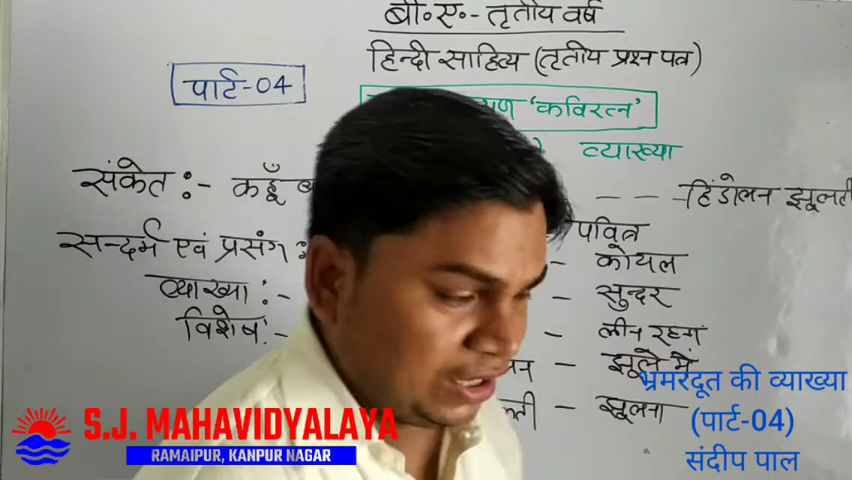 बी॰ए॰- तृतीय वर्ष
हिन्दी साहित्य (तृतीय प्रश्न पत्र)
पार्ट-04
'कविरत्न'
व्याख्या
संकेत :- कहूँ - - - हिंडोलन झूलती
सन्दर्भ एवं प्रसंग :
पवित्र
- कोयल
व्याख्या :-
- सुन्दर
विशेष :-
- लीन रहना
- झूले में
- झूलना
भ्रमरदूत की व्याख्या
(पार्ट-04)
संदीप पाल
S.J. MAHAVIDYALAYA
RAMAIPUR, KANPUR NAGAR